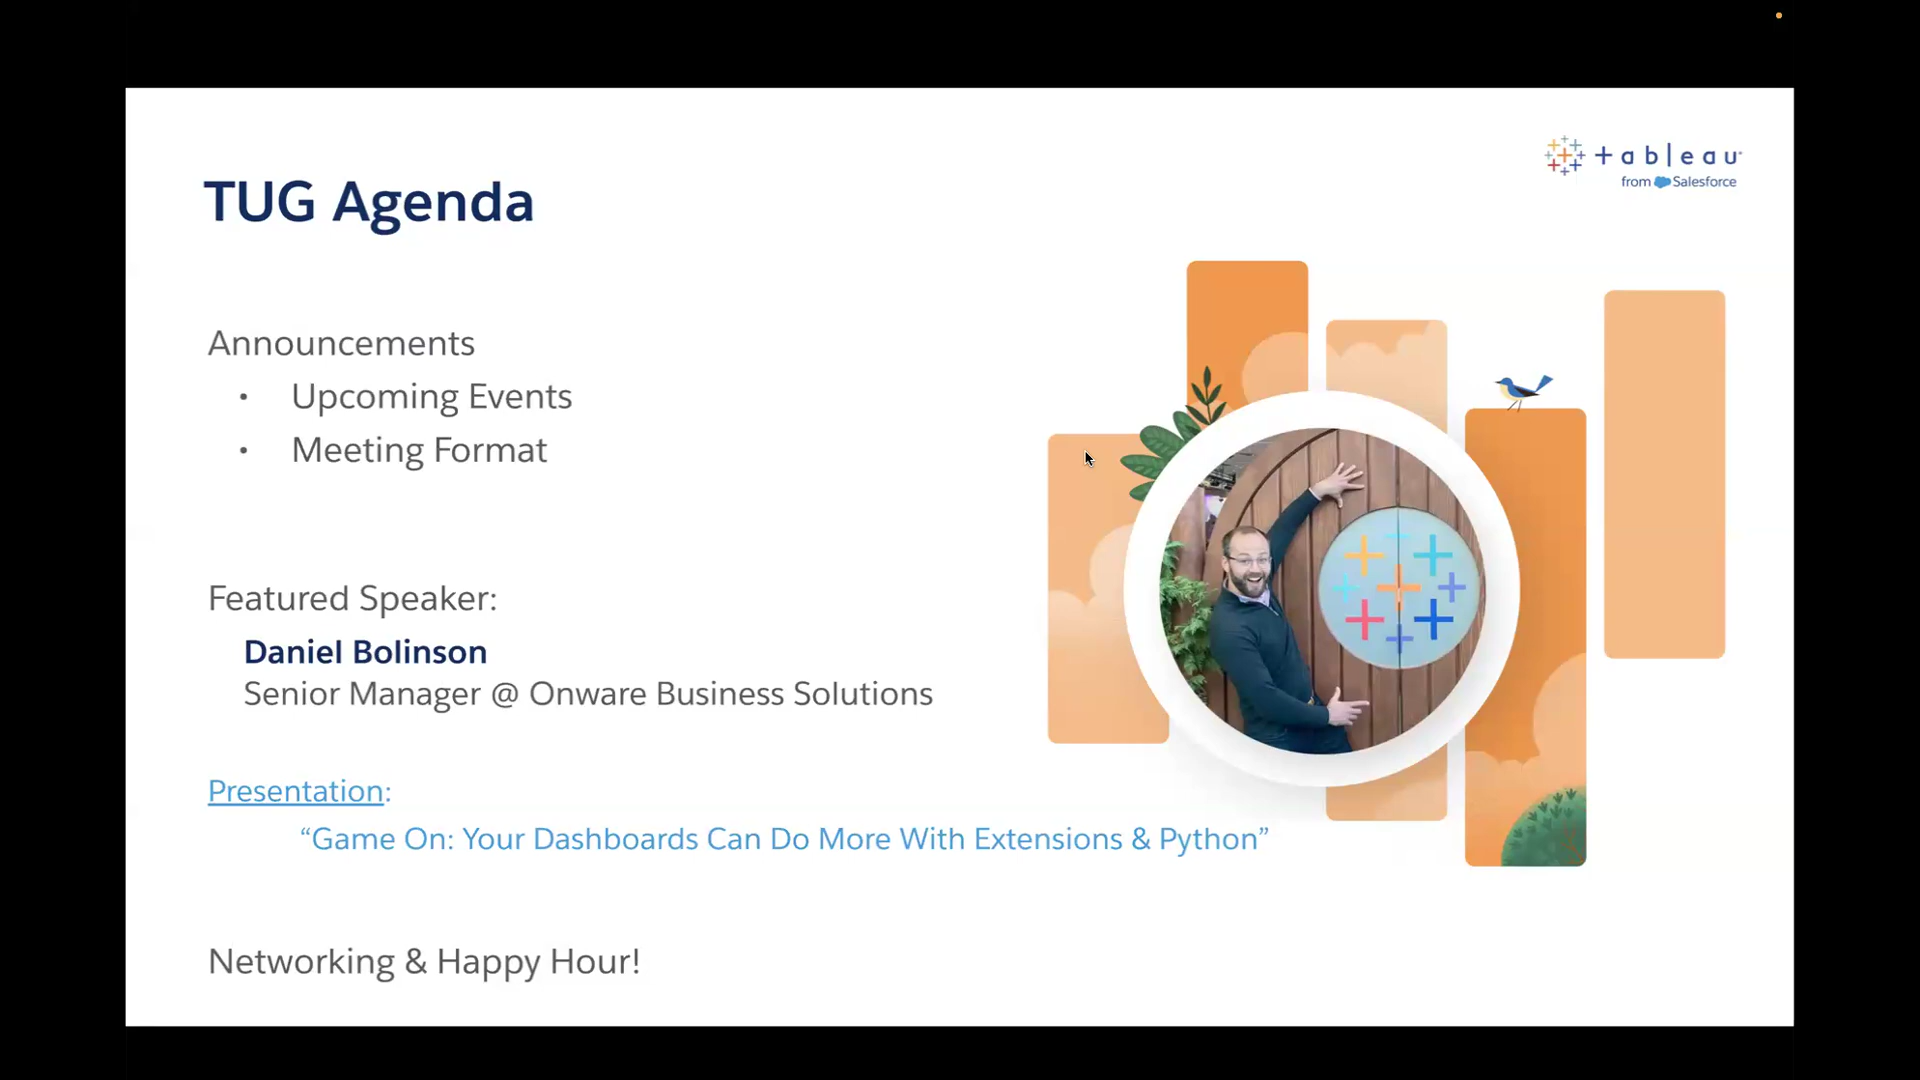 TUG Agenda
+ableau
from Salesforce
Announcements
• Upcoming Events
• Meeting Format
Featured Speaker:
Daniel Bolinson
Senior Manager @ Onware Business Solutions
Presentation:
“Game On: Your Dashboards Can Do More With Extensions & Python”
Networking & Happy Hour!